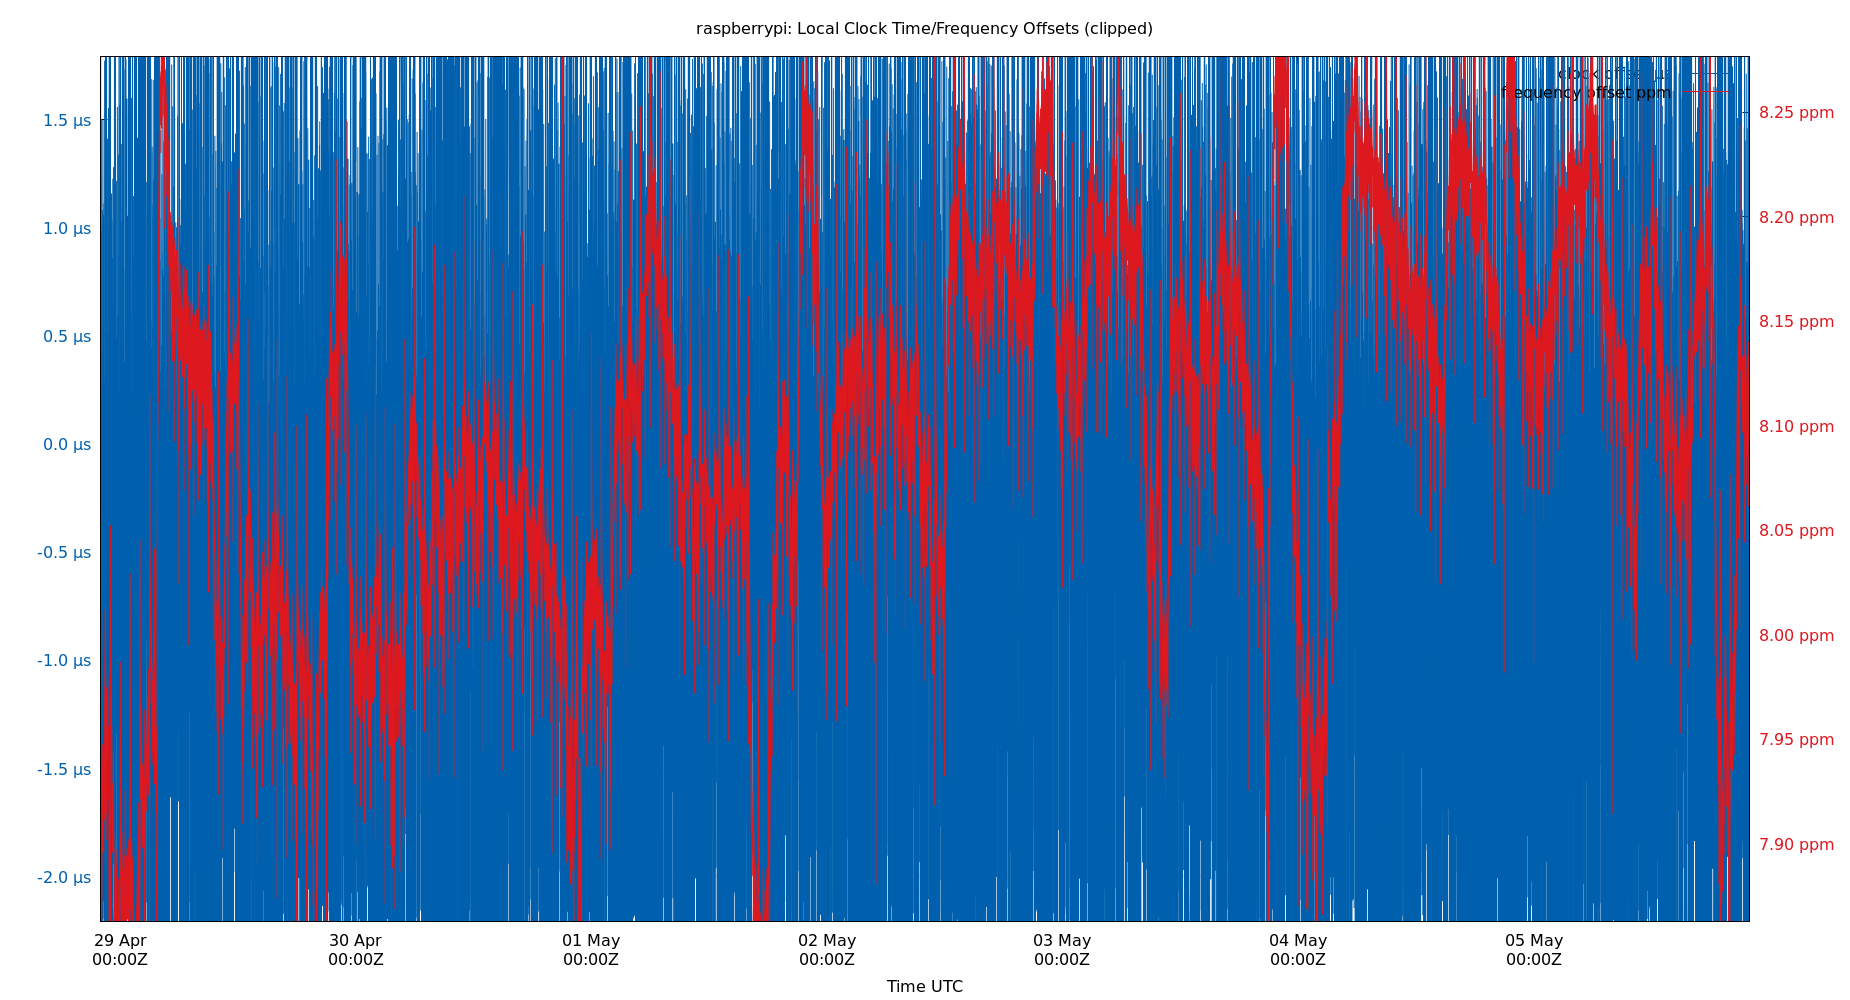 raspberrypi: Local Clock Time/Frequency Offsets (clipped)
clock offset µs
frequency offset ppm
1.5 µs
1.0 µs
0.5 µs
0.0 µs
-0.5 µs
-1.0 µs
-1.5 µs
-2.0 µs
8.25 ppm
8.20 ppm
8.15 ppm
8.10 ppm
8.05 ppm
8.00 ppm
7.95 ppm
7.90 ppm
29 Apr
00:00Z
30 Apr
00:00Z
01 May
00:00Z
02 May
00:00Z
03 May
00:00Z
04 May
00:00Z
05 May
00:00Z
Time UTC